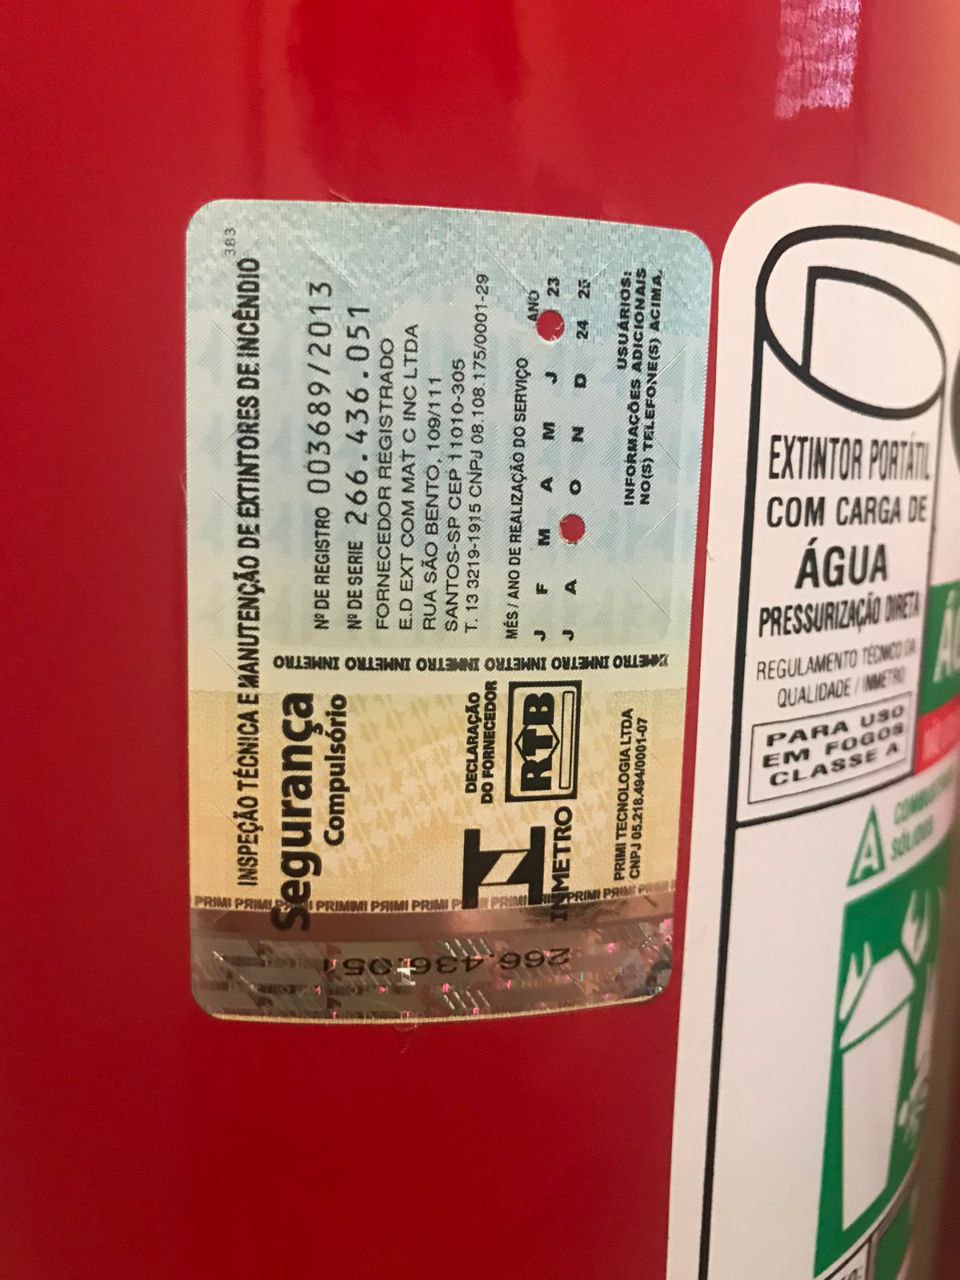 383
INSPEÇÃO TÉCNICA E MANUTENÇÃO DE EXTINTORES DE INCÊNDIO
Segurança
Compulsório
DECLARAÇÃO
DO FORNECEDOR
RTB
INMETRO
PRIMI TECNOLOGIA LTDA
CNPJ 05.218.494/0001-07
PRIMI PRIMI PRIMI PRIMI PRIMI PRIMI PRIMI PRIMI
266.436.051
INMETRO INMETRO INMETRO INMETRO INMETRO
Nº DE REGISTRO 003689/2013
Nº DE SERIE 266.436.051
FORNECEDOR REGISTRADO
E.D EXT COM MAT C INC LTDA
RUA SÃO BENTO, 109/111
SANTOS-SP CEP 11010-305
T. 13 3219-1915 CNPJ 08.108.175/0001-29
MÊS / ANO DE REALIZAÇÃO DO SERVIÇO
ANO
J F M A M J 23
J A O N D 24 25
USUÁRIOS:
INFORMAÇÕES ADICIONAIS
NO(S) TELEFONE(S) ACIMA.
EXTINTOR PORTÁTIL
COM CARGA DE
ÁGUA
PRESSURIZAÇÃO DIRETA
REGULAMENTO TÉCNICO DA
QUALIDADE / INMETRO
PARA USO
EM FOGOS
CLASSE A
A
SÓLIDOS